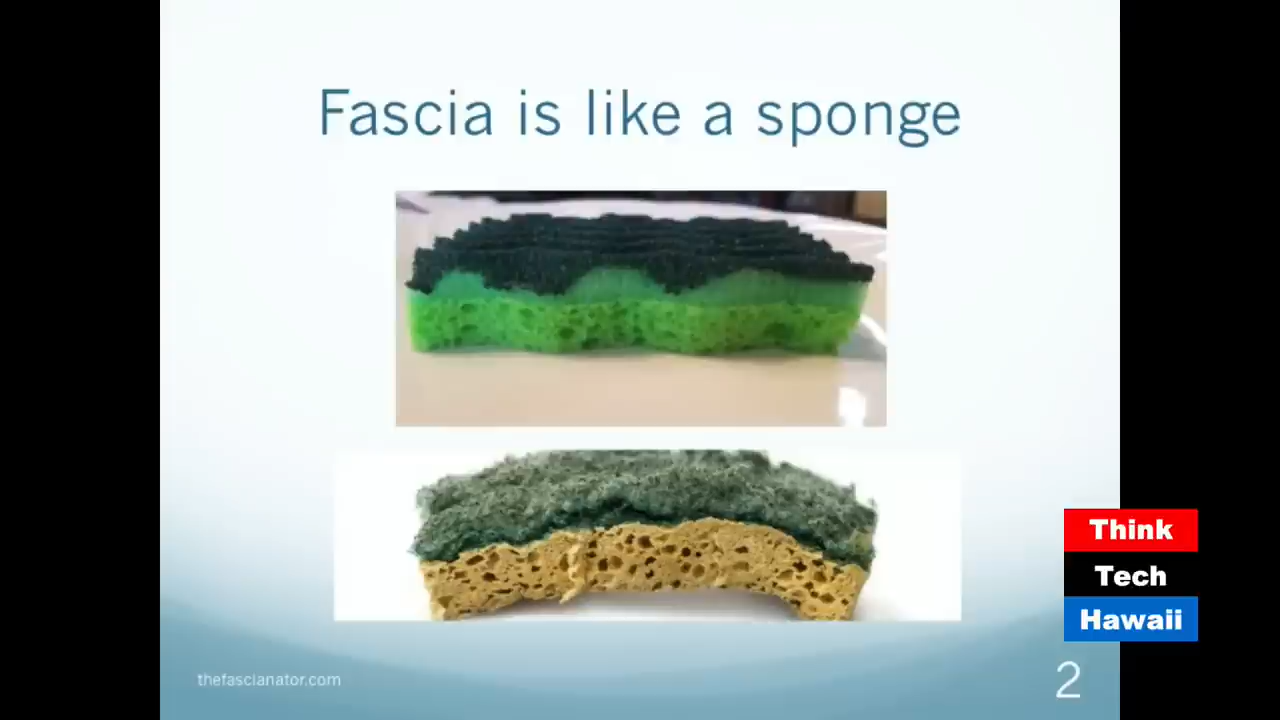 Fascia is like a sponge
Think
Tech
Hawaii
thefascianator.com
2